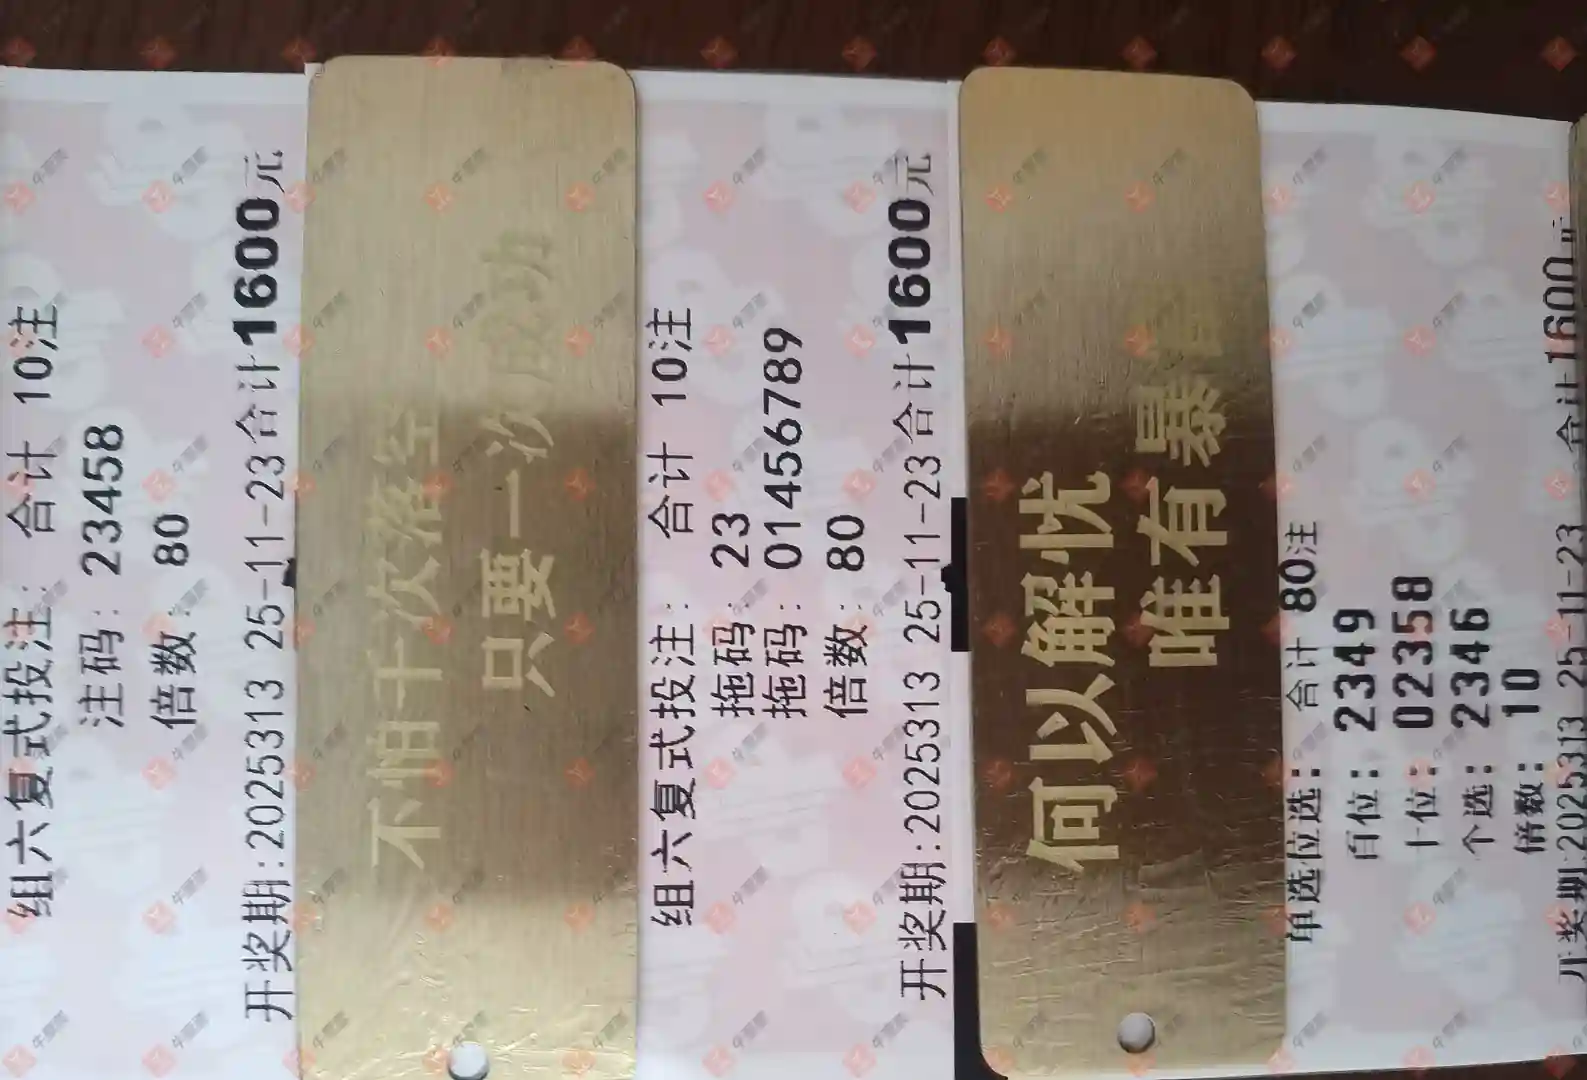 组六复式投注: 合计 10注
注码: 23458
倍数: 80
开奖期:2025313 25-11-23合计1600元
不怕十次落空
只要一次成功
组六复式投注: 合计 10注
拖码: 23
拖码: 01456789
倍数: 80
开奖期:2025313 25-11-23合计1600元
何以解忧
唯有暴
单选位选: 合计 80注
百位: 2349
十位: 02358
个选: 2346
倍数: 10
开奖期:2025313 25-11-23 合计1600元